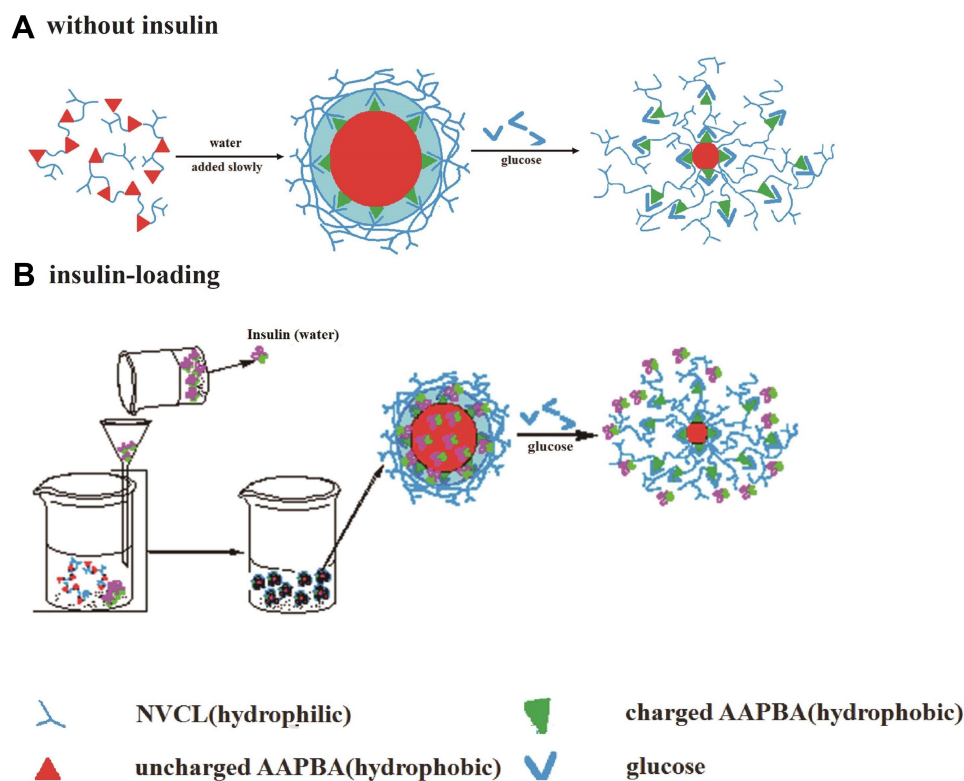 A without insulin
water
added slowly
glucose
B insulin-loading
Insulin (water)
glucose
NVCL(hydrophilic)
charged AAPBA(hydrophobic)
uncharged AAPBA(hydrophobic)
glucose